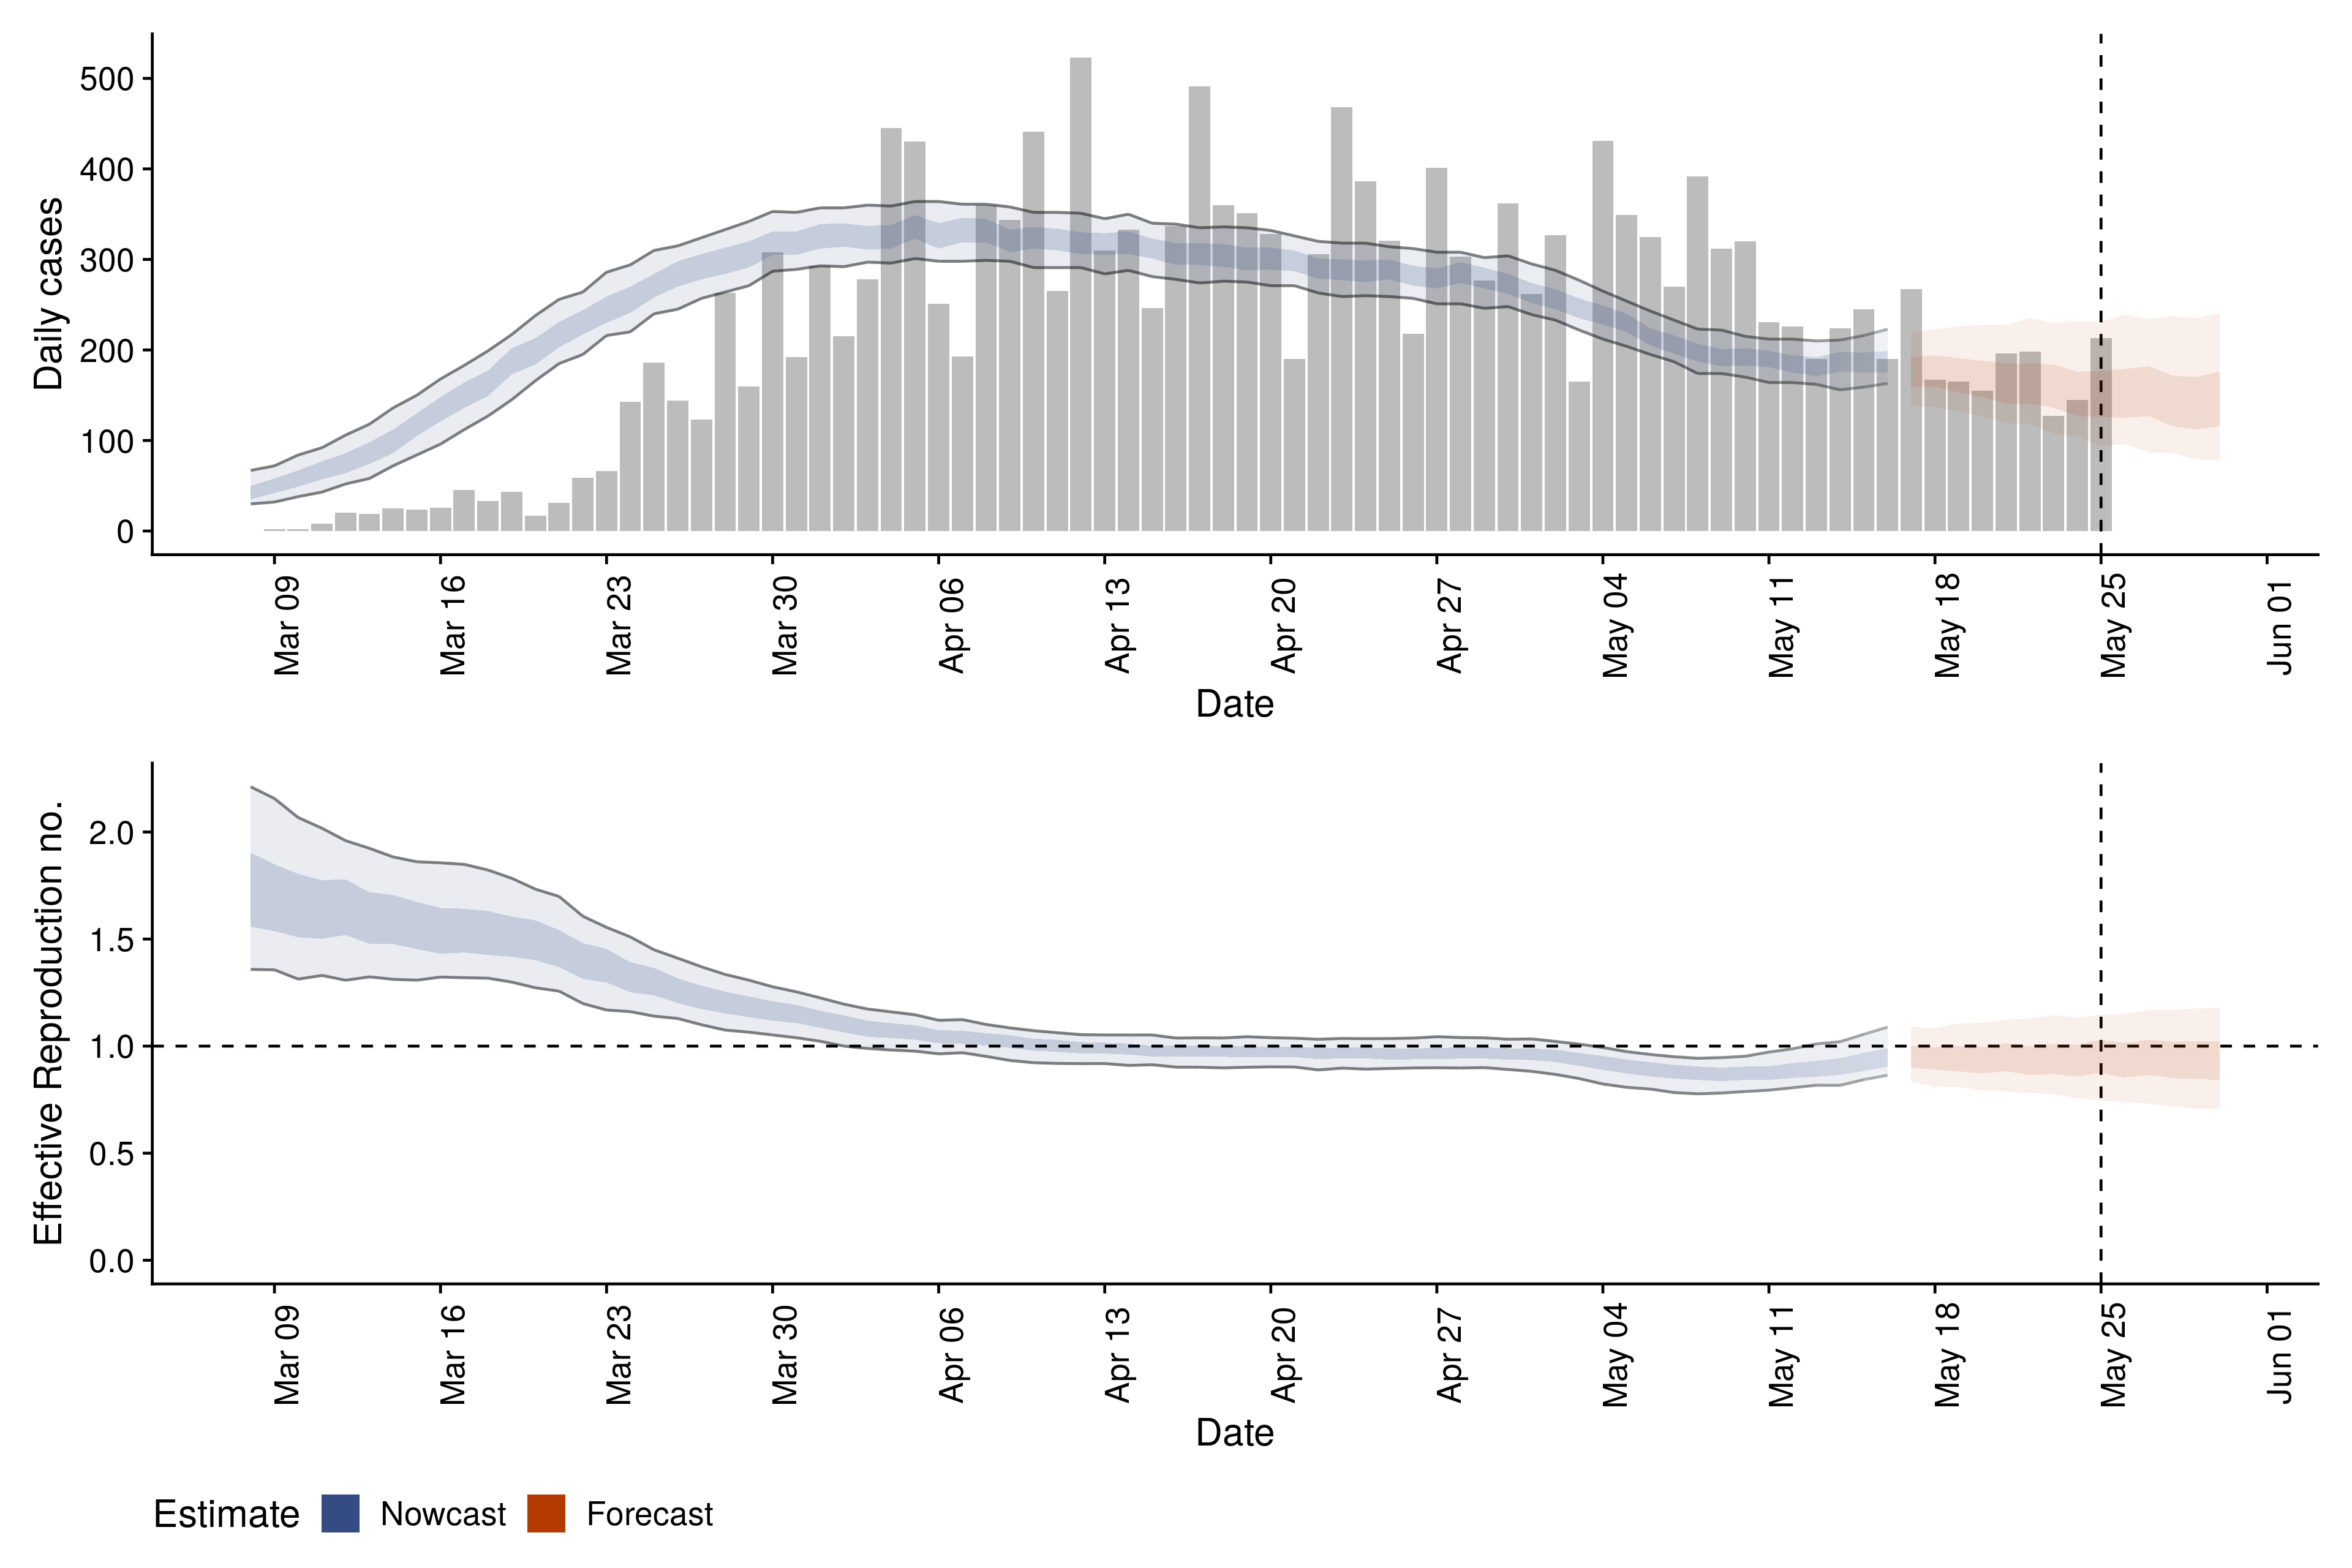 Daily cases
500
400
300
200
100
0
Mar 09
Mar 16
Mar 23
Mar 30
Apr 06
Apr 13
Apr 20
Apr 27
May 04
May 11
May 18
May 25
Jun 01
Date
Effective Reproduction no.
2.0
1.5
1.0
0.5
0.0
Mar 09
Mar 16
Mar 23
Mar 30
Apr 06
Apr 13
Apr 20
Apr 27
May 04
May 11
May 18
May 25
Jun 01
Date
Estimate Nowcast Forecast